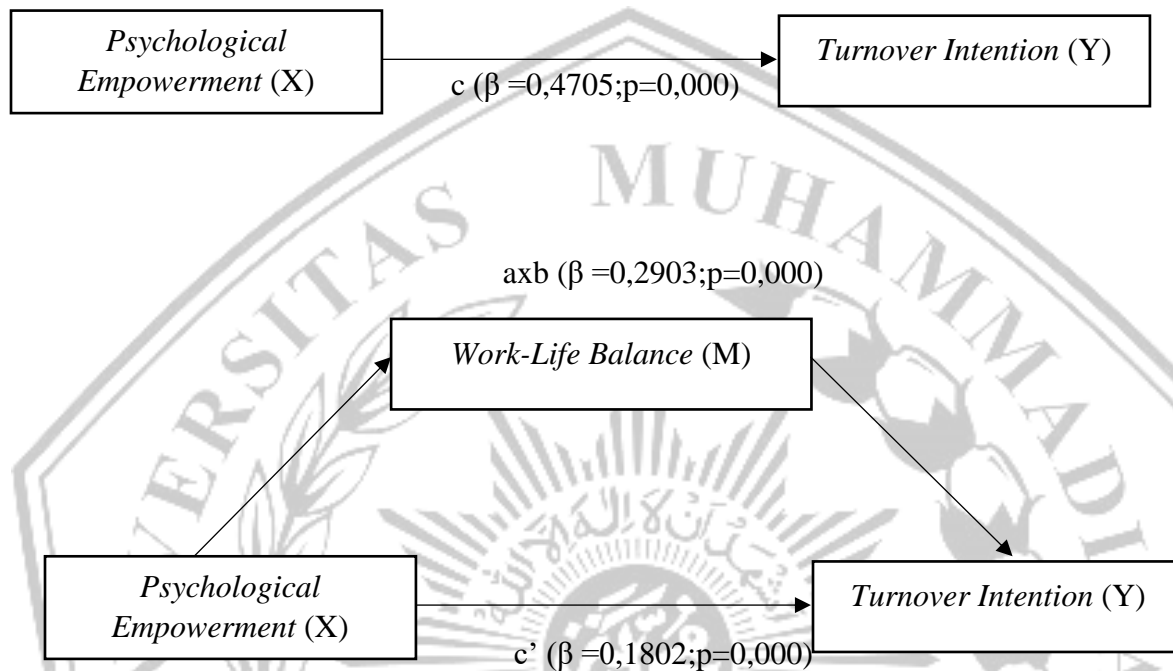 Psychological
Empowerment (X)
Turnover Intention (Y)
c (β =0,4705;p=0,000)
UNIVERSITAS MUHAMMADI
axb (β =0,2903;p=0,000)
Work-Life Balance (M)
Psychological
Empowerment (X)
Turnover Intention (Y)
c’ (β =0,1802;p=0,000)